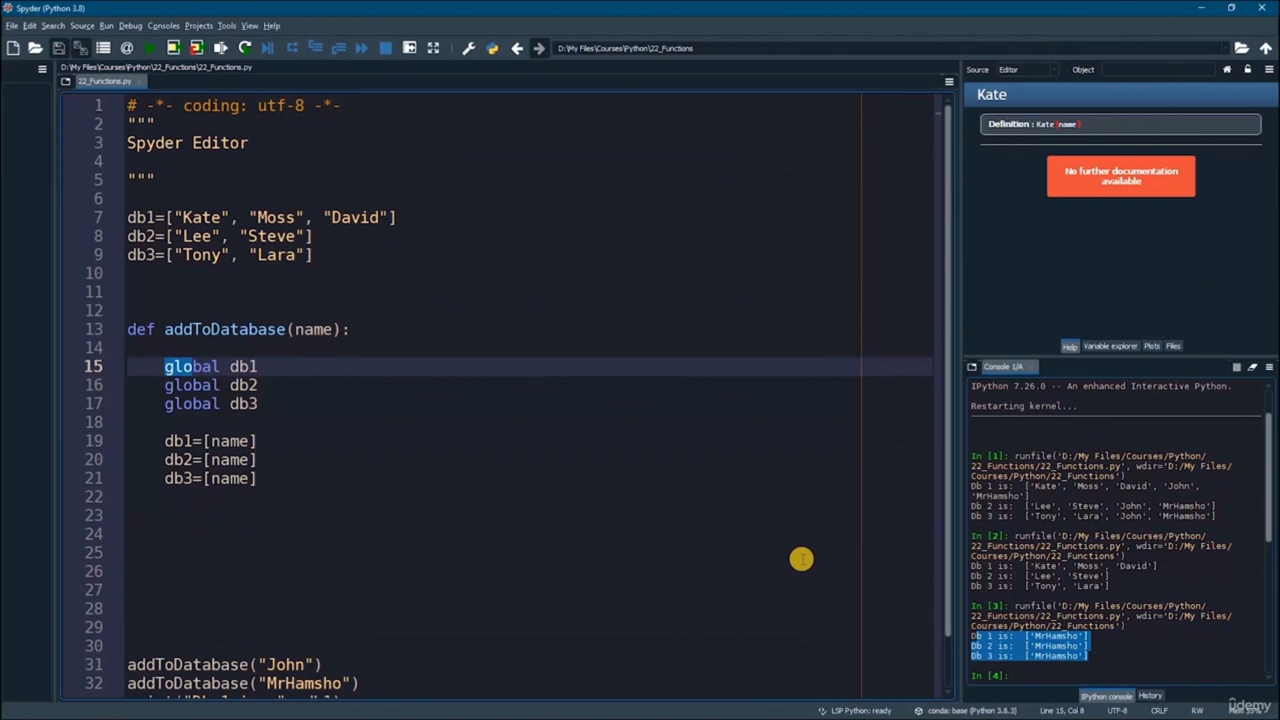 Spyder (Python 3.8)
File Edit Search Source Run Debug Consoles Projects Tools View Help
D:\My Files\Courses\Python\22_Functions
D:\My Files\Courses\Python\22_Functions\22_Functions.py
22_Functions.py
1 # -*- coding: utf-8 -*-
2 """
3 Spyder Editor
4
5 """
6
7 db1=["Kate", "Moss", "David"]
8 db2=["Lee", "Steve"]
9 db3=["Tony", "Lara"]
10
11
12
13 def addToDatabase(name):
14
15 global db1
16 global db2
17 global db3
18
19 db1=[name]
20 db2=[name]
21 db3=[name]
22
23
24
25
26
27
28
29
30
31 addToDatabase("John")
32 addToDatabase("MrHamsho")
Source Editor Object
Kate
Definition : Kate(name)
No further documentation
available
Help Variable explorer Plots Files
Console 1/A
IPython 7.26.0 -- An enhanced Interactive Python.
Restarting kernel...
In [1]: runfile('D:/My Files/Courses/Python/
22_Functions/22_Functions.py', wdir='D:/My Files/
Courses/Python/22_Functions')
Db 1 is: ['Kate', 'Moss', 'David', 'John',
'MrHamsho']
Db 2 is: ['Lee', 'Steve', 'John', 'MrHamsho']
Db 3 is: ['Tony', 'Lara', 'John', 'MrHamsho']
In [2]: runfile('D:/My Files/Courses/Python/
22_Functions/22_Functions.py', wdir='D:/My Files/
Courses/Python/22_Functions')
Db 1 is: ['Kate', 'Moss', 'David']
Db 2 is: ['Lee', 'Steve']
Db 3 is: ['Tony', 'Lara']
In [3]: runfile('D:/My Files/Courses/Python/
22_Functions/22_Functions.py', wdir='D:/My Files/
Courses/Python/22_Functions')
Db 1 is: ['MrHamsho']
Db 2 is: ['MrHamsho']
Db 3 is: ['MrHamsho']
In [4]:
IPython console History
LSP Python: ready conda: base (Python 3.8.3) Line 15, Col 8 UTF-8 CRLF RW
udemy